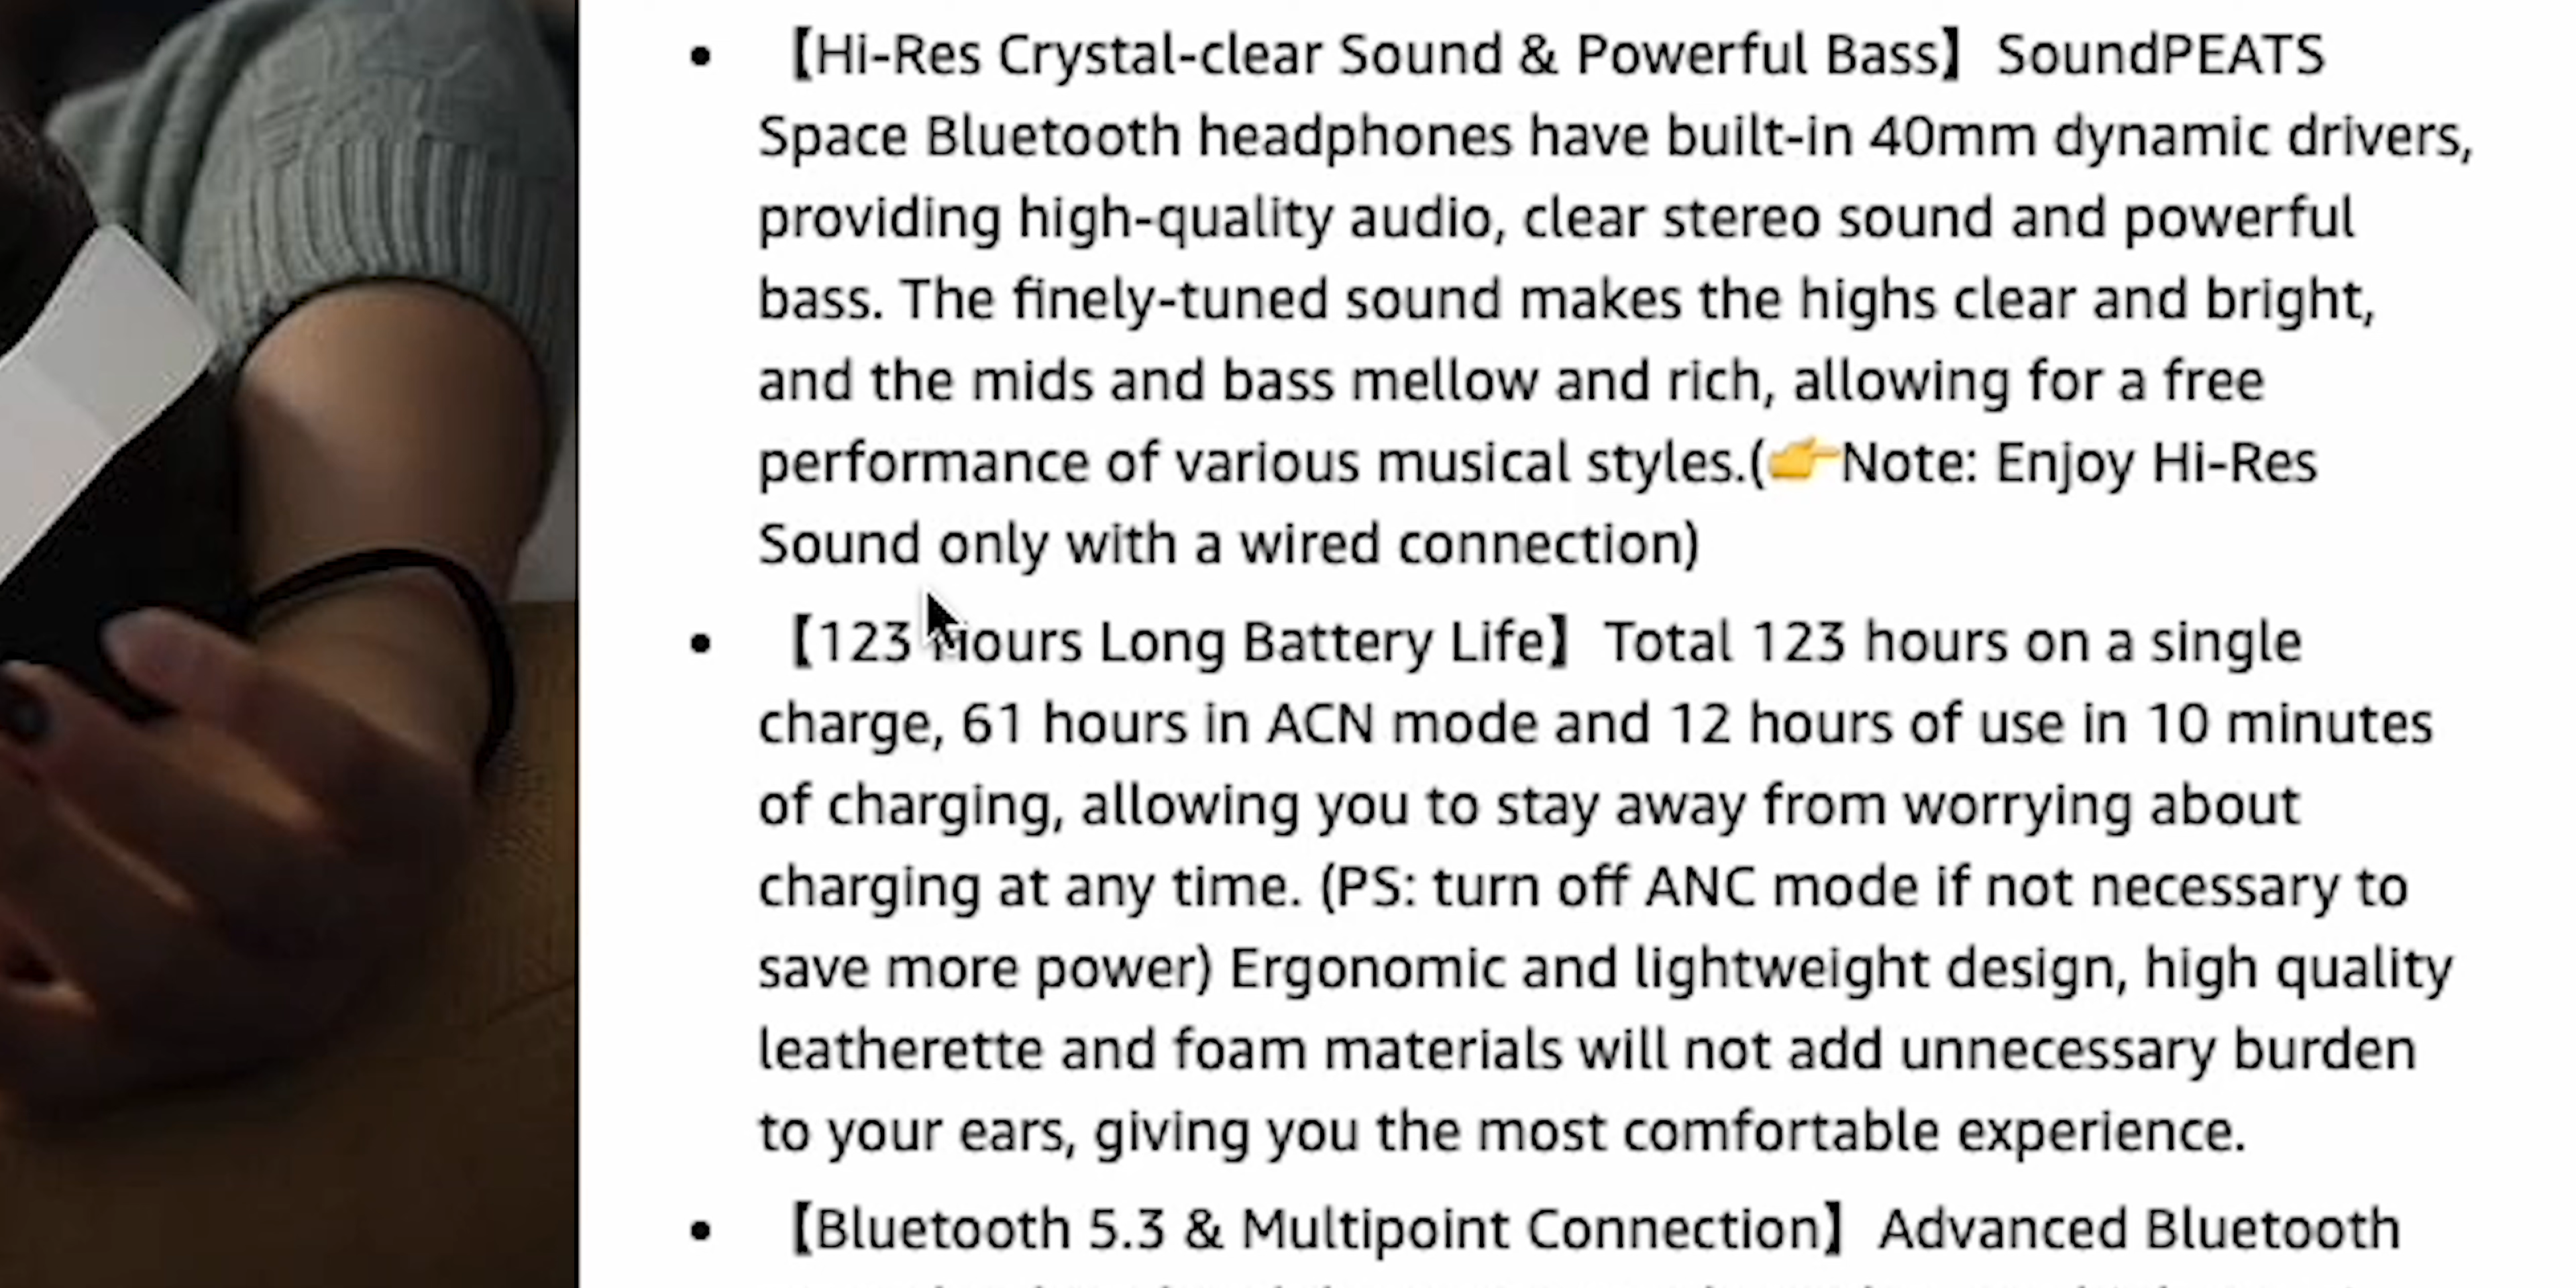 • 【Hi-Res Crystal-clear Sound & Powerful Bass】 SoundPEATS
Space Bluetooth headphones have built-in 40mm dynamic drivers,
providing high-quality audio, clear stereo sound and powerful
bass. The finely-tuned sound makes the highs clear and bright,
and the mids and bass mellow and rich, allowing for a free
performance of various musical styles.(👉Note: Enjoy Hi-Res
Sound only with a wired connection)
• 【123 Hours Long Battery Life】 Total 123 hours on a single
charge, 61 hours in ACN mode and 12 hours of use in 10 minutes
of charging, allowing you to stay away from worrying about
charging at any time. (PS: turn off ANC mode if not necessary to
save more power) Ergonomic and lightweight design, high quality
leatherette and foam materials will not add unnecessary burden
to your ears, giving you the most comfortable experience.
• 【Bluetooth 5.3 & Multipoint Connection】 Advanced Bluetooth